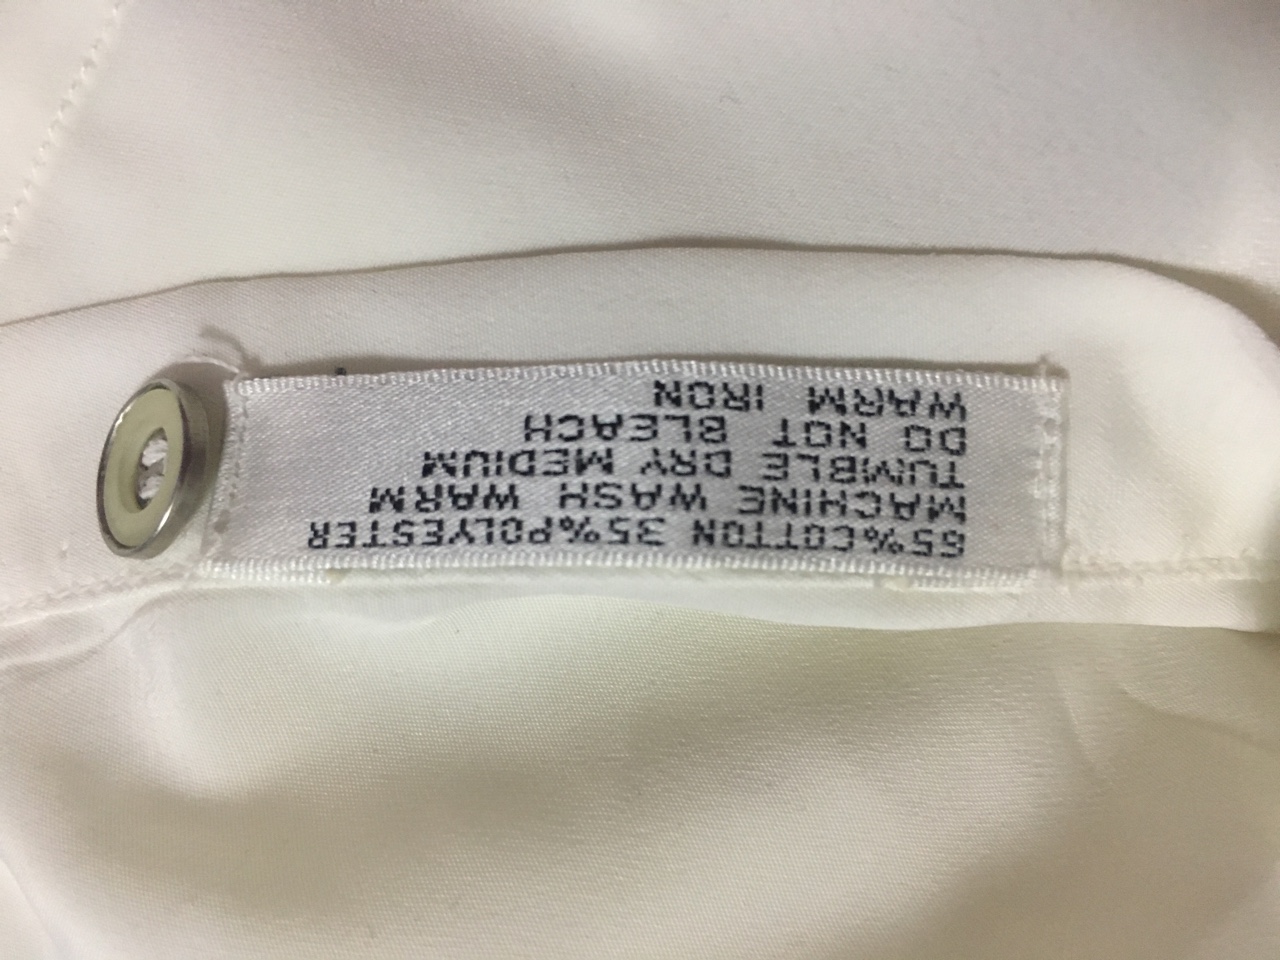 65%COTTON 35%POLYESTER
MACHINE WASH WARM
TUMBLE DRY MEDIUM
DO NOT BLEACH
WARM IRON